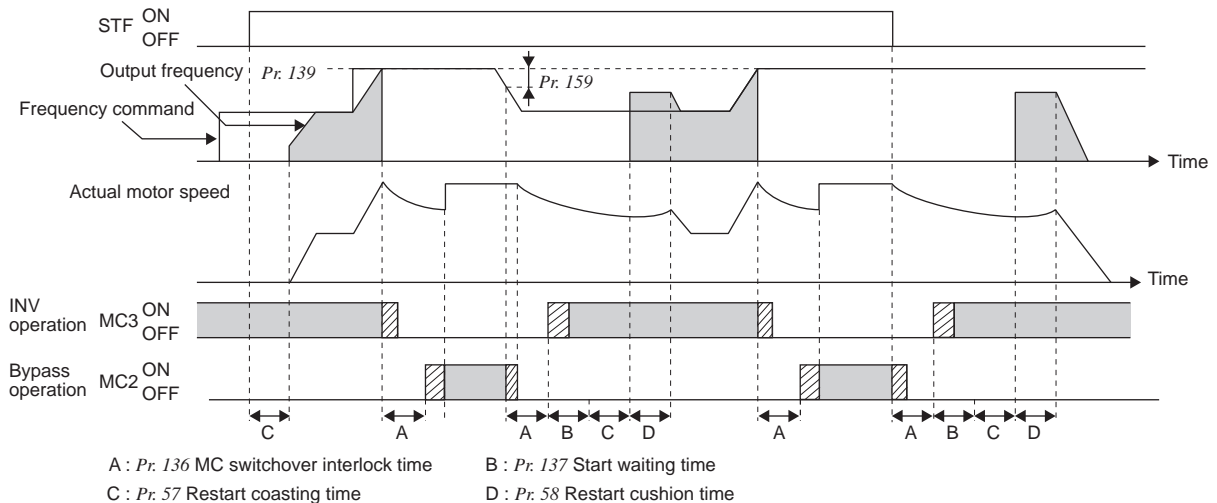 STF ON
OFF
Output frequency
Pr. 139
Pr. 159
Frequency command
Time
Actual motor speed
Time
INV operation MC3 ON
OFF
Bypass operation MC2 ON
OFF
C A A B C D A A B C D
A : Pr. 136 MC switchover interlock time B : Pr. 137 Start waiting time
C : Pr. 57 Restart coasting time D : Pr. 58 Restart cushion time